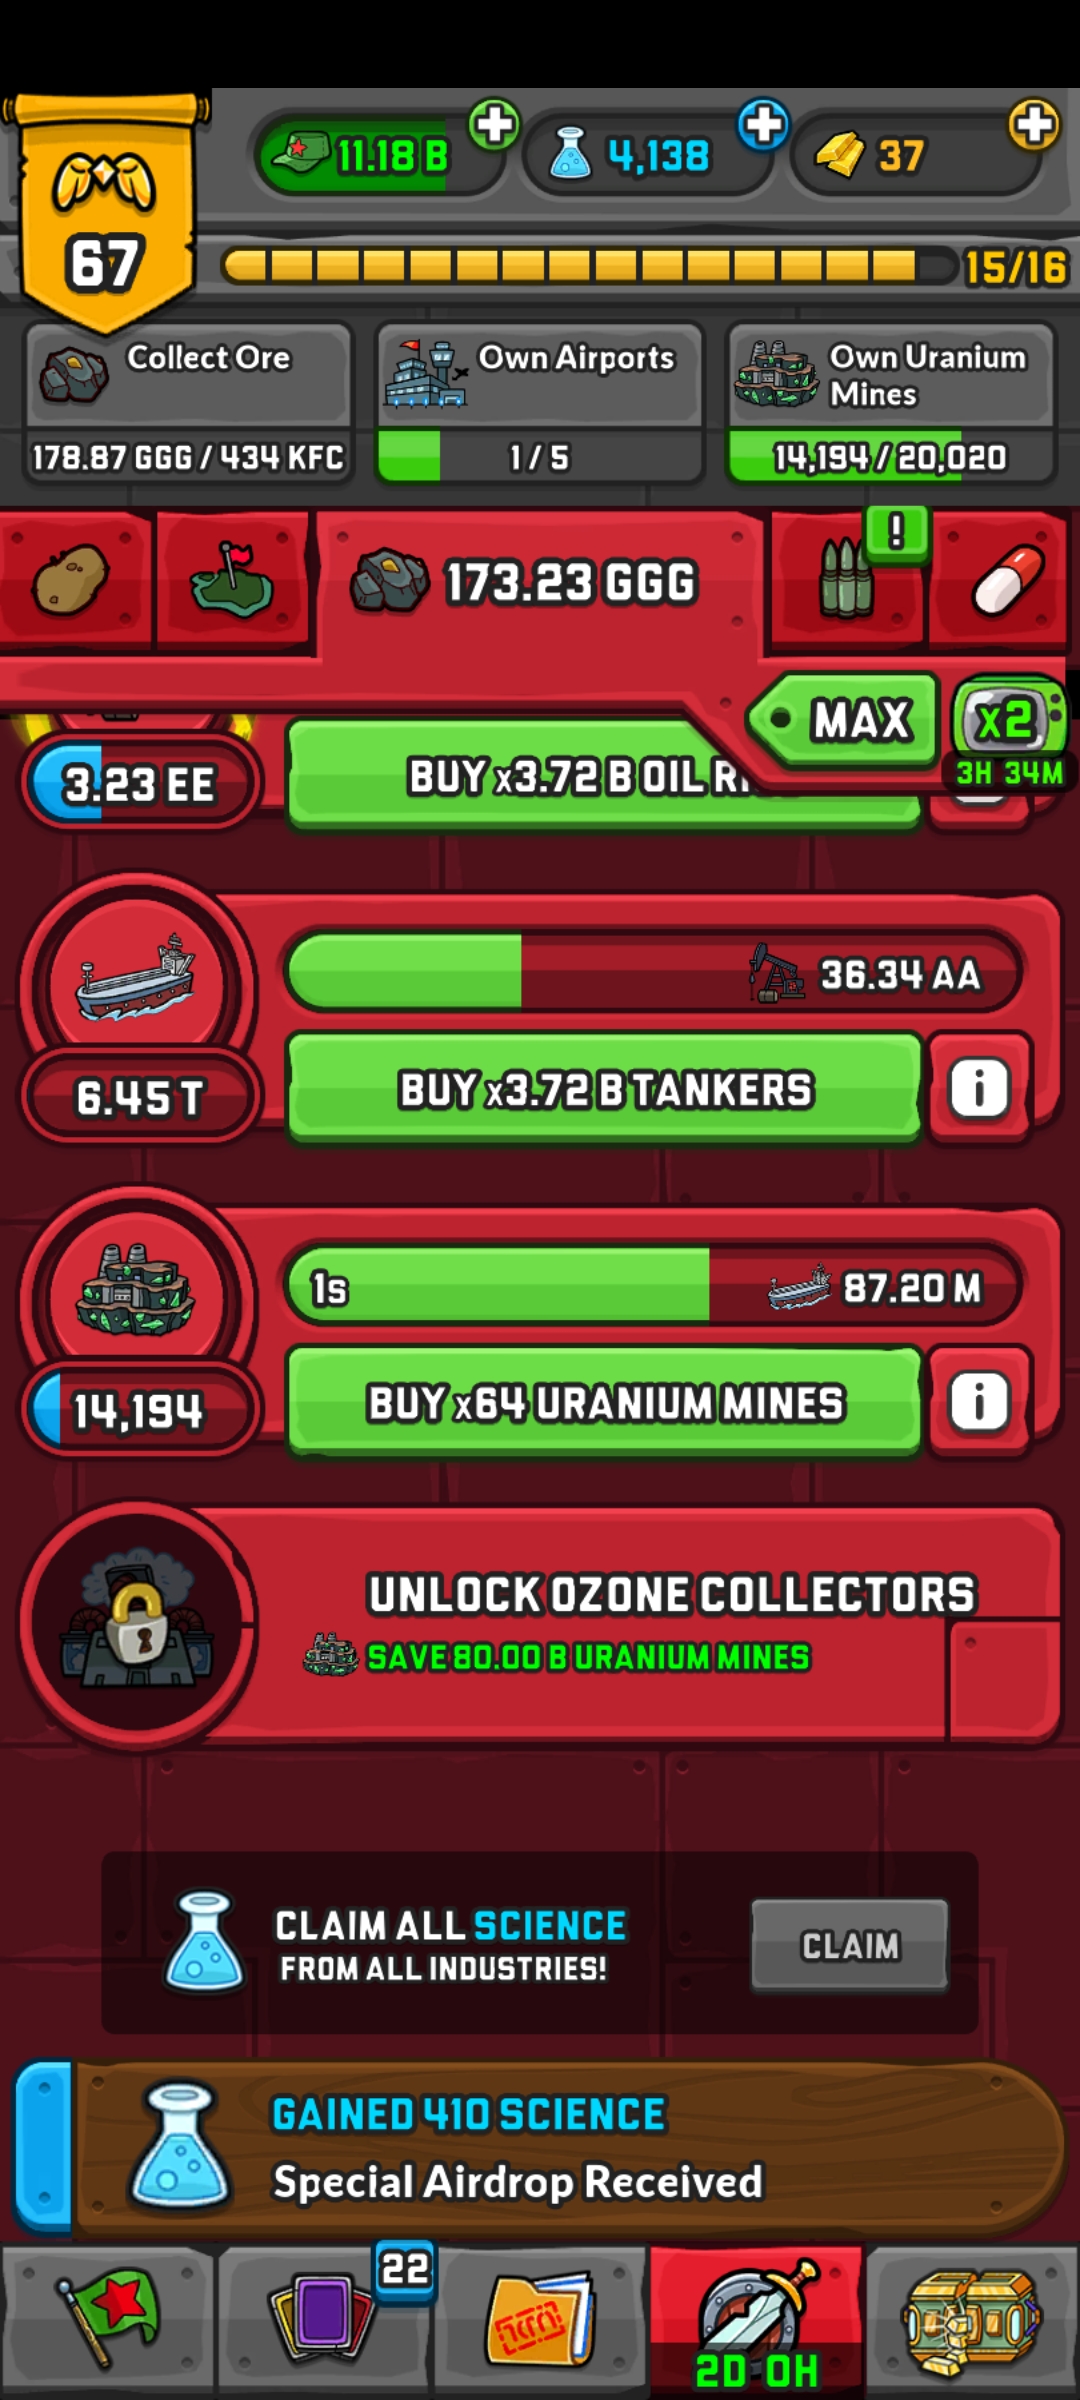 11.18 B
4,138
37
67
15/16
Collect Ore
Own Airports
Own Uranium
Mines
178.87 GGG / 434 KFC
1 / 5
14,194 / 20,020
!
173.23 GGG
MAX
x2
3H 34M
3.23 EE
BUY x3.72 B OIL
36.34 AA
6.45 T
BUY x3.72 B TANKERS
i
1s
87.20 M
14,194
BUY x64 URANIUM MINES
i
UNLOCK OZONE COLLECTORS
SAVE 80.00 B URANIUM MINES
CLAIM ALL SCIENCE
FROM ALL INDUSTRIES!
CLAIM
GAINED 410 SCIENCE
Special Airdrop Received
22
2D 0H